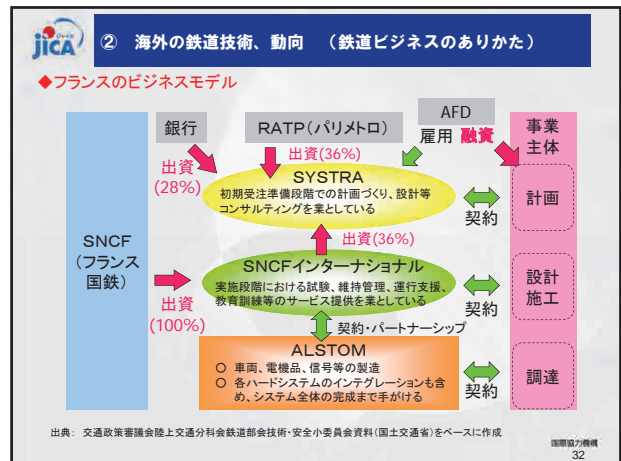 JICA
② 海外の鉄道技術、動向 (鉄道ビジネスのありかた)
◆フランスのビジネスモデル
銀行
RATP(パリメトロ)
AFD
雇用 融資
事業
主体
出資
(28%)
出資(36%)
SYSTRA
初期受注準備段階での計画づくり、設計等
コンサルティングを業としている
契約
計画
出資(36%)
SNCF
(フランス
国鉄)
出資
(100%)
SNCFインターナショナル
実施段階における試験、維持管理、運行支援、
教育訓練等のサービス提供を業としている
契約
設計
施工
契約・パートナーシップ
ALSTOM
○ 車両、電機品、信号等の製造
○ 各ハードシステムのインテグレーションも含
め、システム全体の完成まで手がける
契約
調達
出典: 交通政策審議会陸上交通分科会鉄道部会技術・安全小委員会資料(国土交通省)をベースに作成
国際協力機構
32